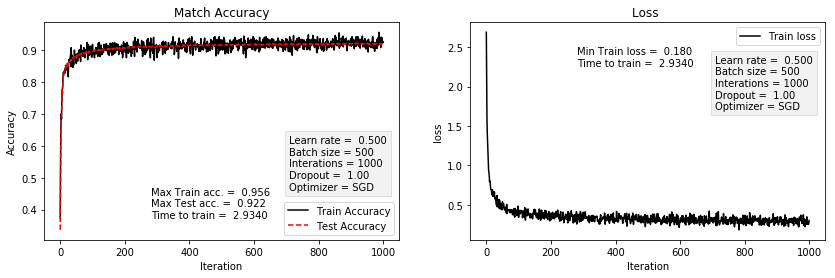 Match Accuracy
Accuracy
0.9
0.8
0.7
0.6
0.5
0.4
Learn rate =  0.500
Batch size = 500
Interations = 1000
Dropout =  1.00
Optimizer = SGD
Max Train acc. =  0.956
Max Test acc. =  0.922
Time to train =  2.9340
Train Accuracy
Test Accuracy
0 200 400 600 800 1000
Iteration
Loss
loss
2.5
2.0
1.5
1.0
0.5
Train loss
Min Train loss =  0.180
Time to train =  2.9340
Learn rate =  0.500
Batch size = 500
Interations = 1000
Dropout =  1.00
Optimizer = SGD
0 200 400 600 800 1000
Iteration